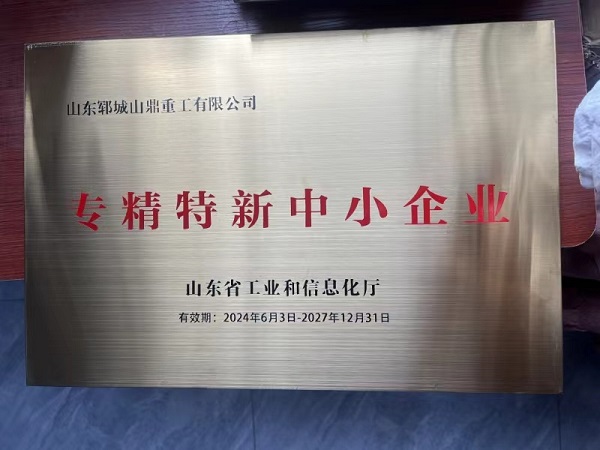 山东郓城山鼎重工有限公司
专精特新中小企业
山东省工业和信息化厅
有效期：2024年6月3日-2027年12月31日